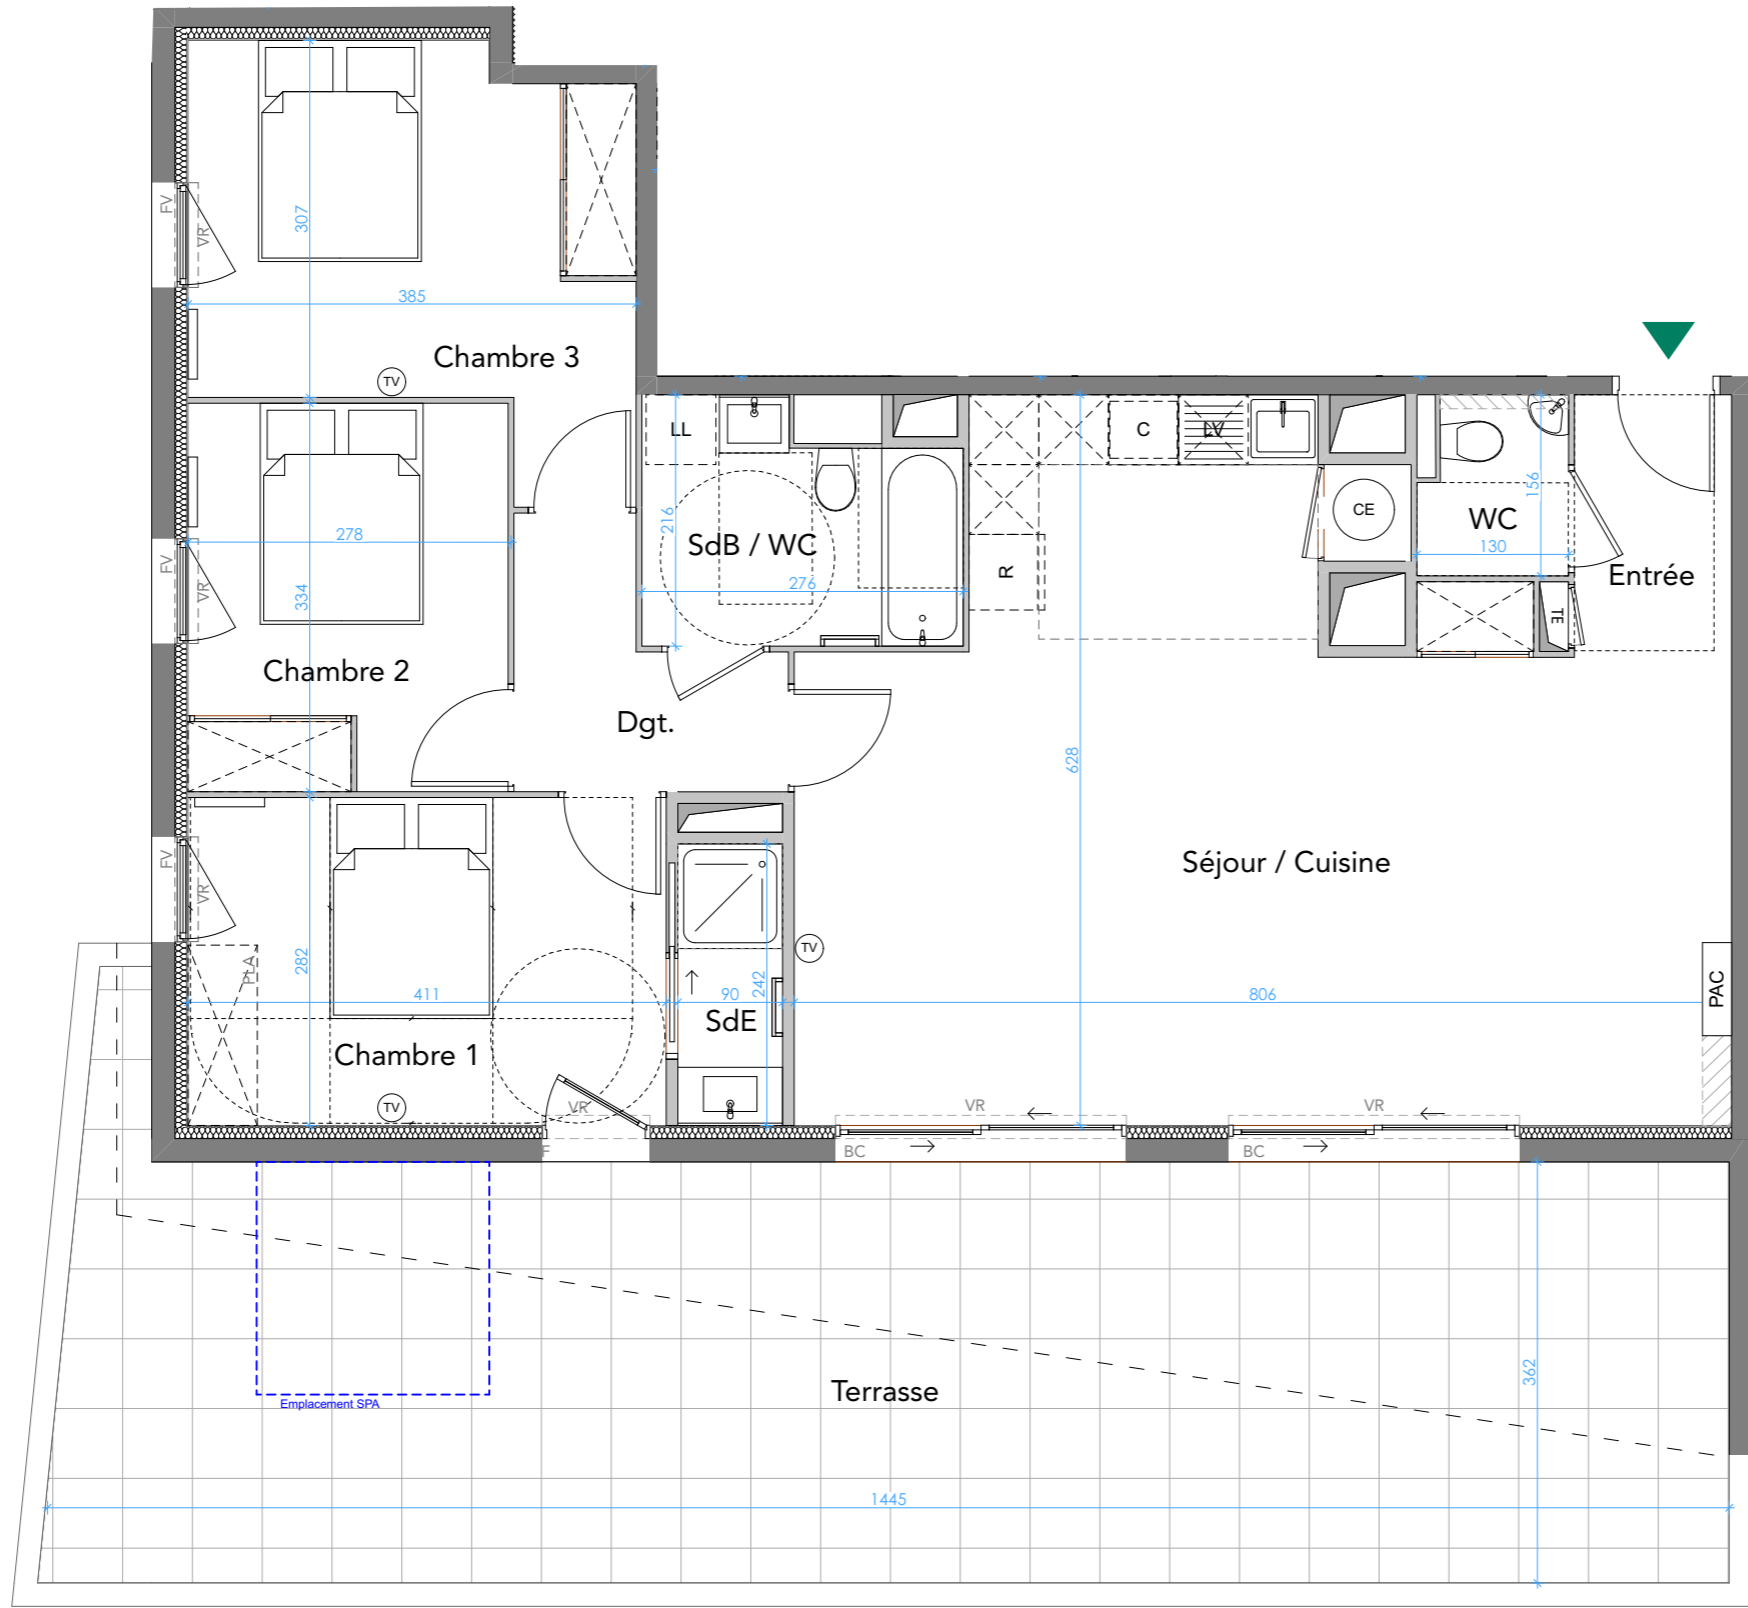 FV
VR
307
385
Chambre 3
TV
LL
C
LV
CE
156
WC
130
Entrée
TE
R
216
SdB / WC
276
278
FV
VR
334
Chambre 2
Dgt.
628
Séjour / Cuisine
FV
VR
PLA
282
411
90
242
SdE
TV
806
PAC
Chambre 1
TV
VR
F
VR
BC
VR
BC
Emplacement SPA
Terrasse
362
1445